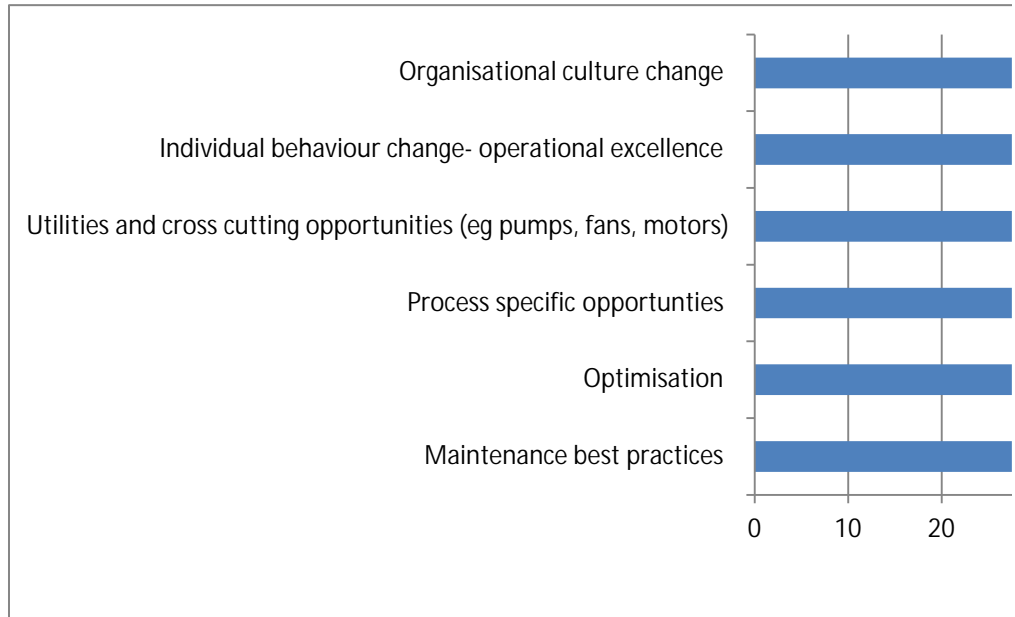 Organisational culture change
Individual behaviour change- operational excellence
Utilities and cross cutting opportunities (eg pumps, fans, motors)
Process specific opportunties
Optimisation
Maintenance best practices
0 10 20